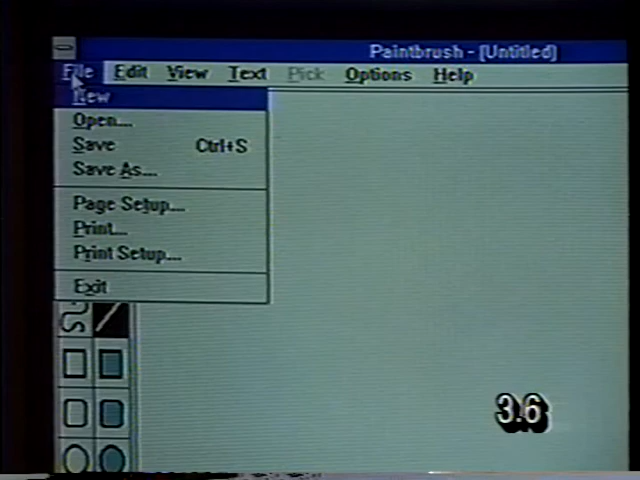 Paintbrush - [Untitled]
File Edit View Text Pick Options Help
New
Open...
Save Ctrl+S
Save As...
Page Setup...
Print...
Print Setup...
Exit
3.6